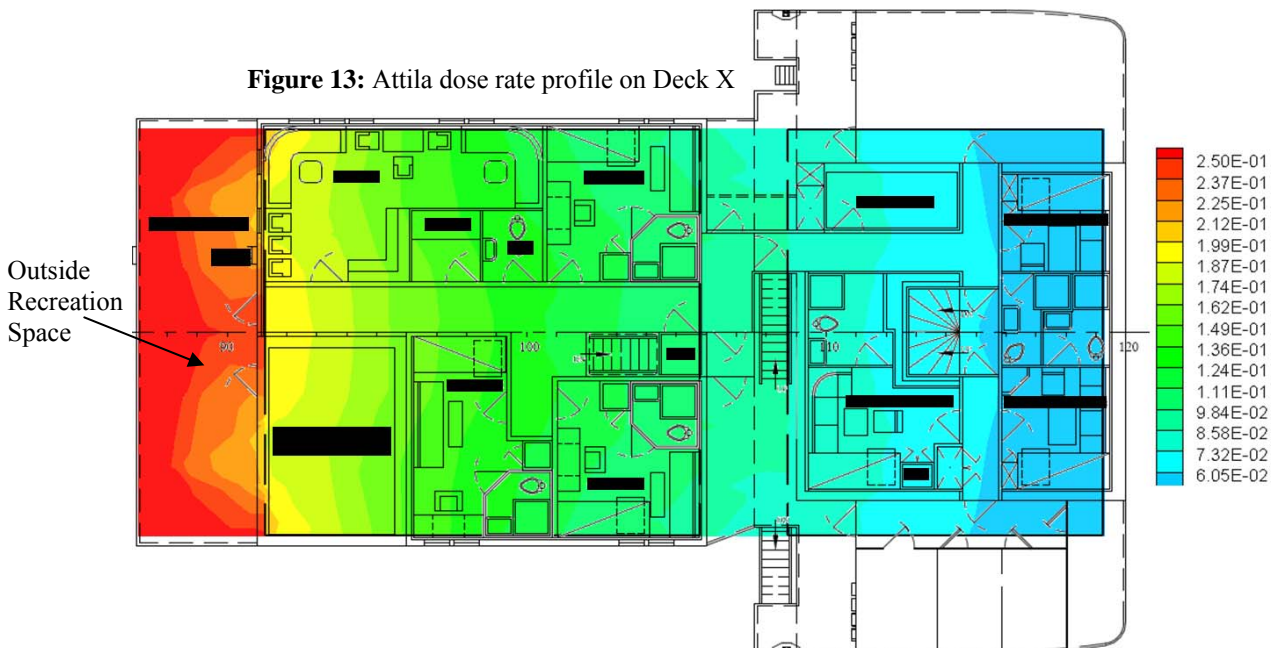 Figure 13: Attila dose rate profile on Deck X
Outside
Recreation
Space
90
100
110
120
2.50E-01
2.37E-01
2.25E-01
2.12E-01
1.99E-01
1.87E-01
1.74E-01
1.62E-01
1.49E-01
1.36E-01
1.24E-01
1.11E-01
9.84E-02
8.58E-02
7.32E-02
6.05E-02